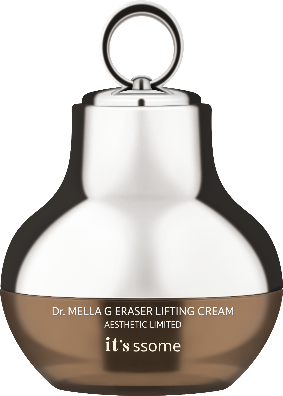 Dr. MELLA G ERASER LIFTING CREAM
AESTHETIC LIMITED
it's ssome